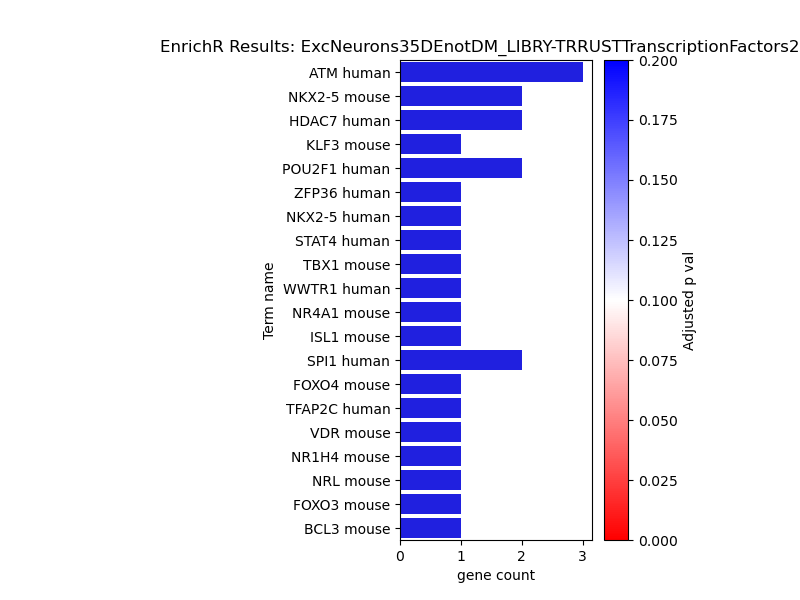 EnrichR Results: ExcNeurons35DEnotDM_LIBRY-TRRUSTTranscriptionFactors2
ATM human
NKX2-5 mouse
HDAC7 human
KLF3 mouse
POU2F1 human
ZFP36 human
NKX2-5 human
STAT4 human
TBX1 mouse
WWTR1 human
NR4A1 mouse
ISL1 mouse
SPI1 human
FOXO4 mouse
TFAP2C human
VDR mouse
NR1H4 mouse
NRL mouse
FOXO3 mouse
BCL3 mouse
Term name
0 1 2 3
gene count
0.200
0.175
0.150
0.125
0.100
0.075
0.050
0.025
0.000
Adjusted p val